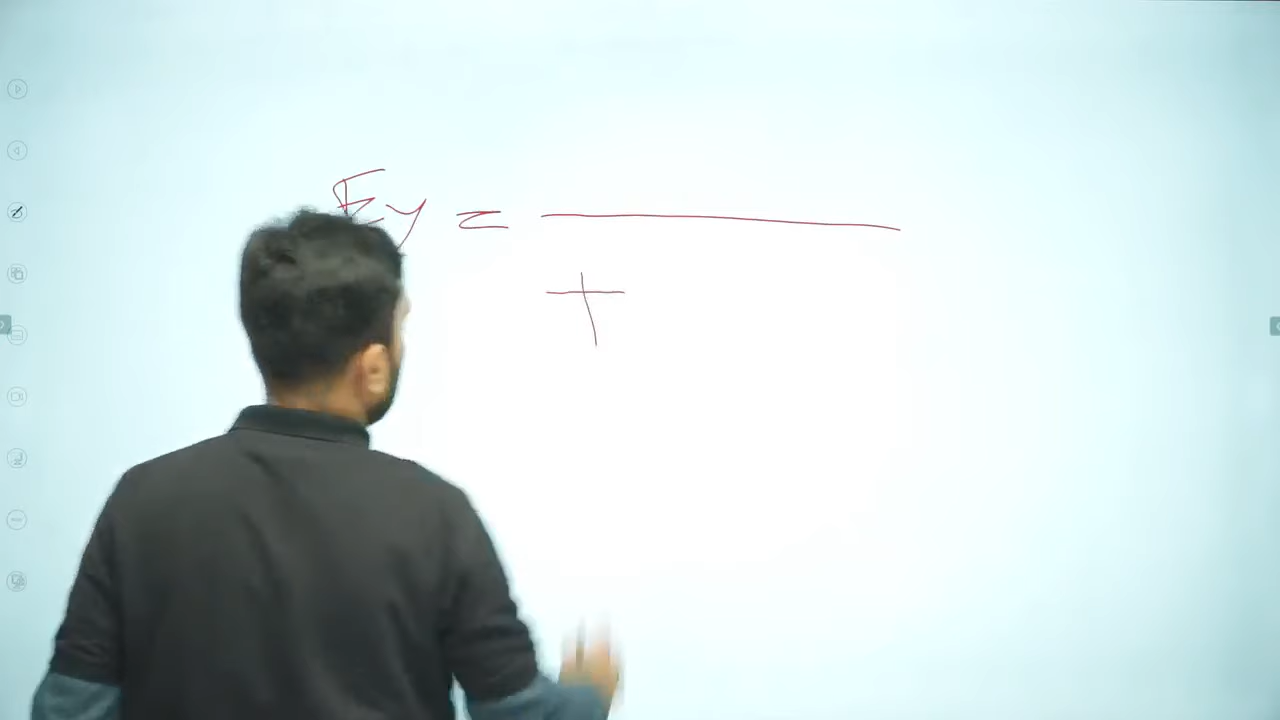 Ey =
+